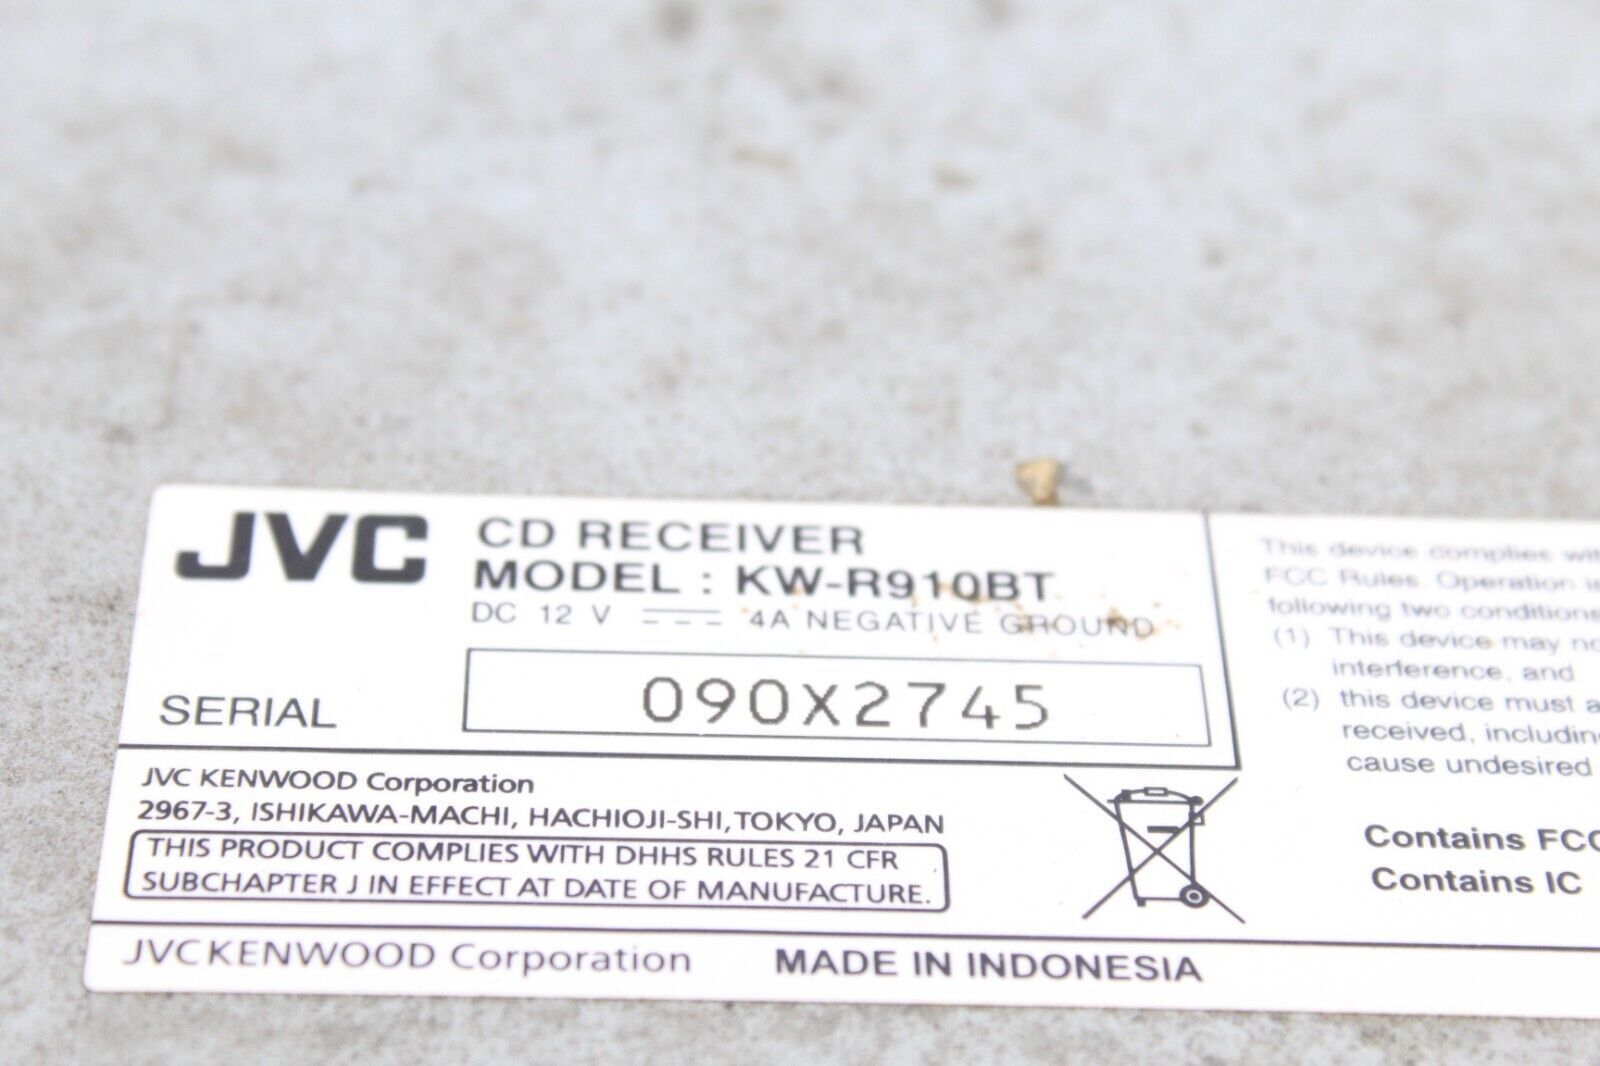 JVC
CD RECEIVER
MODEL : KW-R910BT
DC 12 V 4A NEGATIVE GROUND
SERIAL
090X2745
JVC KENWOOD Corporation
2967-3, ISHIKAWA-MACHI, HACHIOJI-SHI, TOKYO, JAPAN
THIS PRODUCT COMPLIES WITH DHHS RULES 21 CFR
SUBCHAPTER J IN EFFECT AT DATE OF MANUFACTURE.
JVCKENWOOD Corporation
MADE IN INDONESIA
This device complies
FCC Rules. Operation
following two conditions
(1) This device may
interference, and
(2) this device must
received, including
cause undesired
Contains FCC
Contains IC